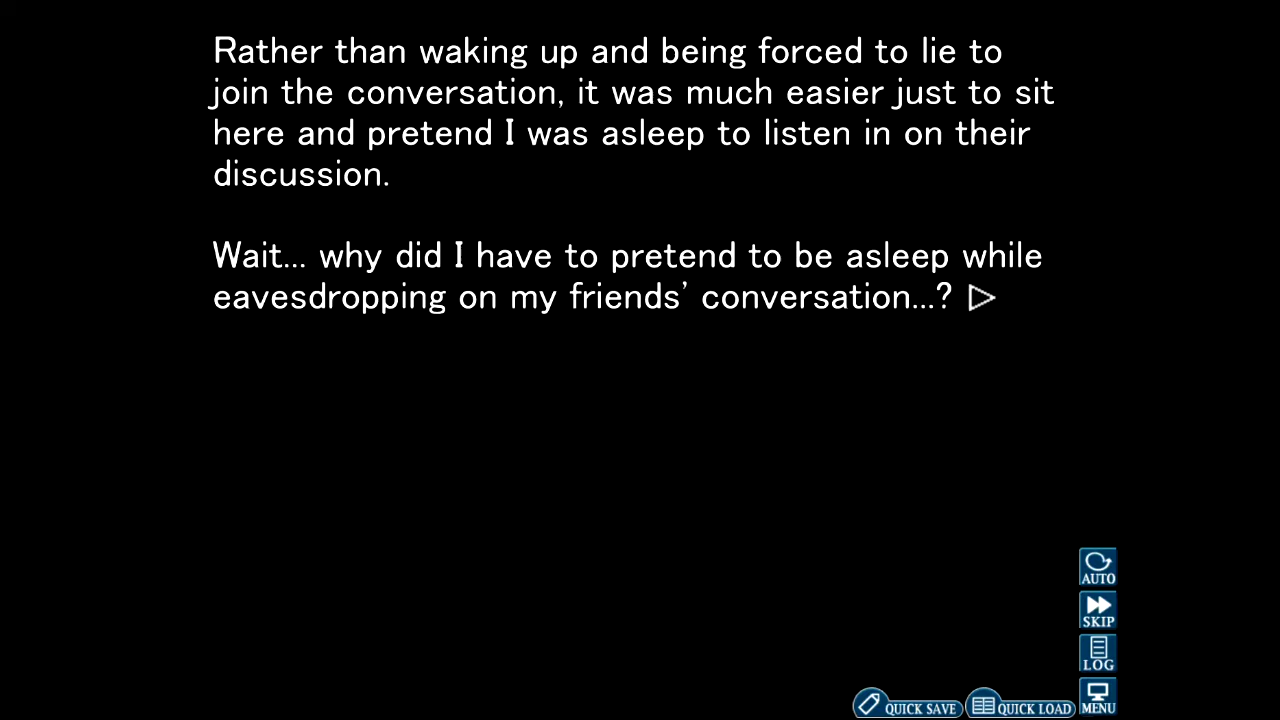 Rather than waking up and being forced to lie to
join the conversation, it was much easier just to sit
here and pretend I was asleep to listen in on their
discussion.
Wait... why did I have to pretend to be asleep while
eavesdropping on my friends' conversation...?
AUTO
SKIP
LOG
MENU
QUICK SAVE
QUICK LOAD